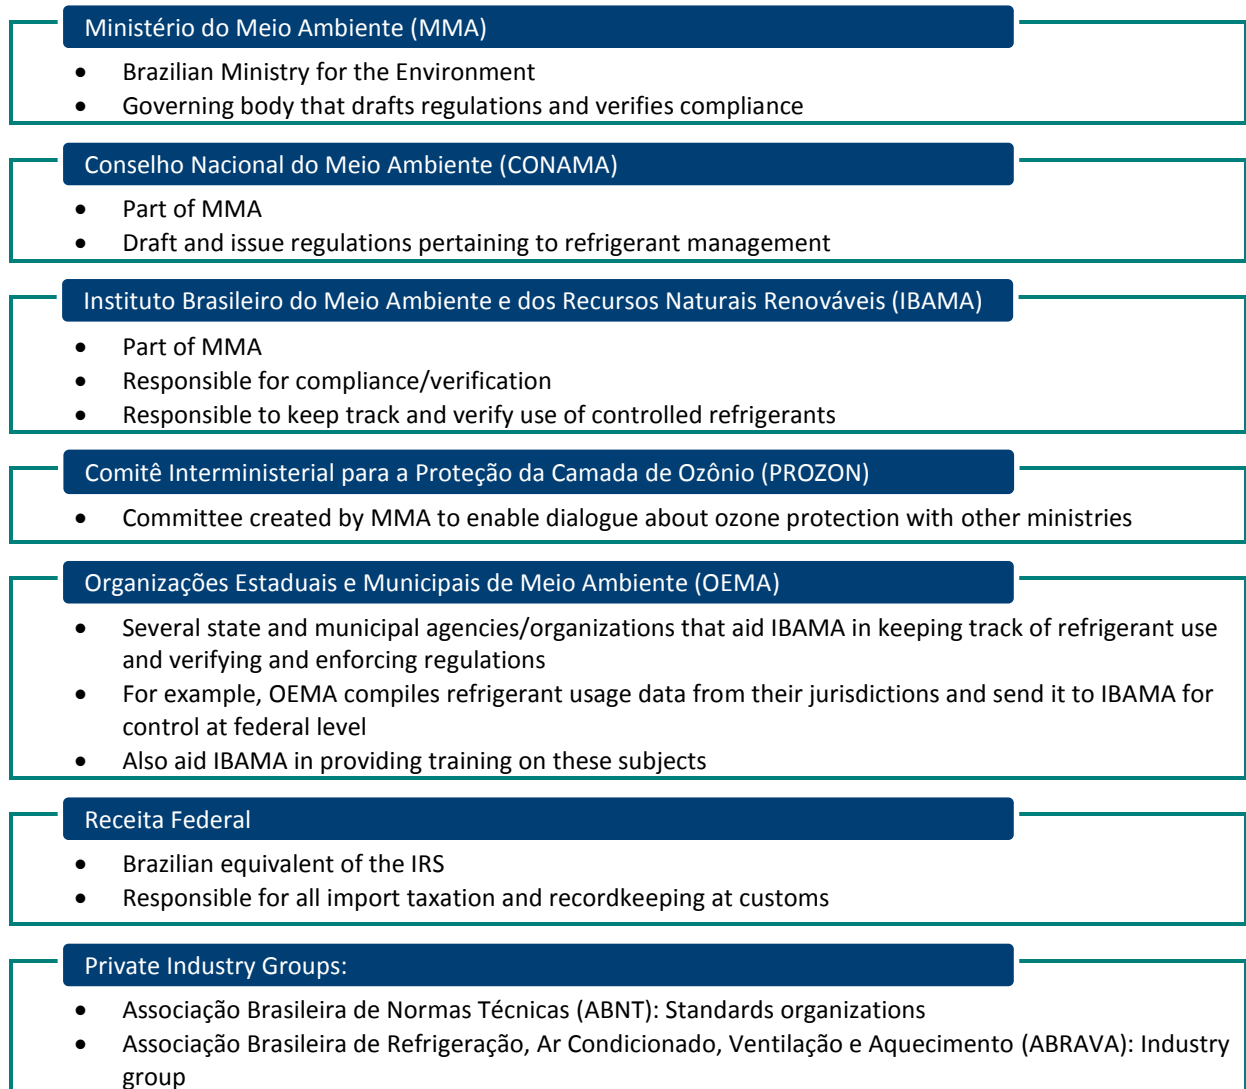 Ministério do Meio Ambiente (MMA)
• Brazilian Ministry for the Environment
• Governing body that drafts regulations and verifies compliance
Conselho Nacional do Meio Ambiente (CONAMA)
• Part of MMA
• Draft and issue regulations pertaining to refrigerant management
Instituto Brasileiro do Meio Ambiente e dos Recursos Naturais Renováveis (IBAMA)
• Part of MMA
• Responsible for compliance/verification
• Responsible to keep track and verify use of controlled refrigerants
Comitê Interministerial para a Proteção da Camada de Ozônio (PROZON)
• Committee created by MMA to enable dialogue about ozone protection with other ministries
Organizações Estaduais e Municipais de Meio Ambiente (OEMA)
• Several state and municipal agencies/organizations that aid IBAMA in keeping track of refrigerant use
and verifying and enforcing regulations
• For example, OEMA compiles refrigerant usage data from their jurisdictions and send it to IBAMA for
control at federal level
• Also aid IBAMA in providing training on these subjects
Receita Federal
• Brazilian equivalent of the IRS
• Responsible for all import taxation and recordkeeping at customs
Private Industry Groups:
• Associação Brasileira de Normas Técnicas (ABNT): Standards organizations
• Associação Brasileira de Refrigeração, Ar Condicionado, Ventilação e Aquecimento (ABRAVA): Industry
group